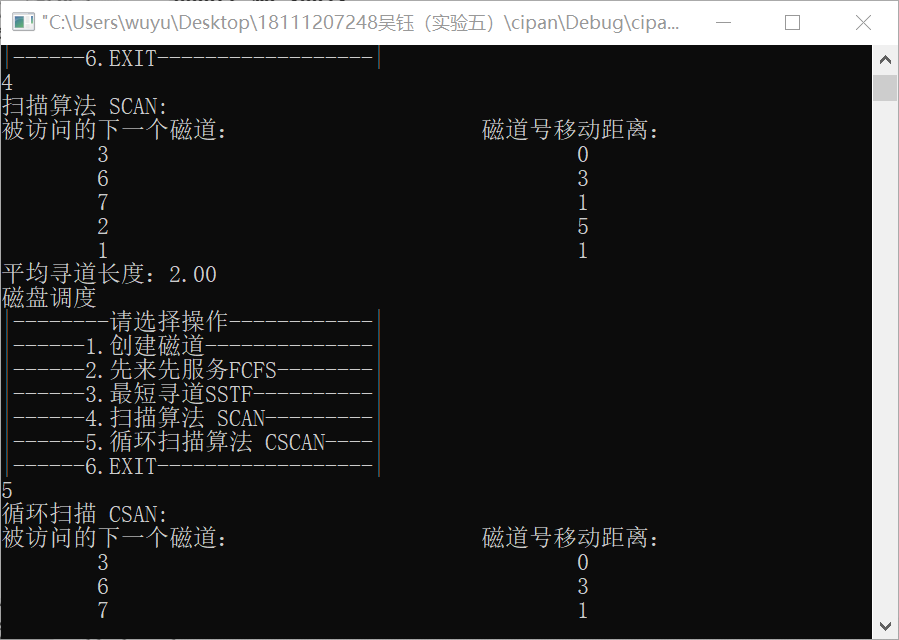 "C:\Users\wuyu\Desktop\18111207248吴钰（实验五）\cipan\Debug\cipa...
|------6.EXIT------------------|
4
扫描算法 SCAN:
被访问的下一个磁道: 磁道号移动距离:
3 0
6 3
7 1
2 5
1 1
平均寻道长度: 2.00
磁盘调度
|--------请选择操作------------|
|------1.创建磁道--------------|
|------2.先来先服务FCFS--------|
|------3.最短寻道SSTF----------|
|------4.扫描算法 SCAN---------|
|------5.循环扫描算法 CSCAN----|
|------6.EXIT------------------|
5
循环扫描 CSAN:
被访问的下一个磁道: 磁道号移动距离:
3 0
6 3
7 1